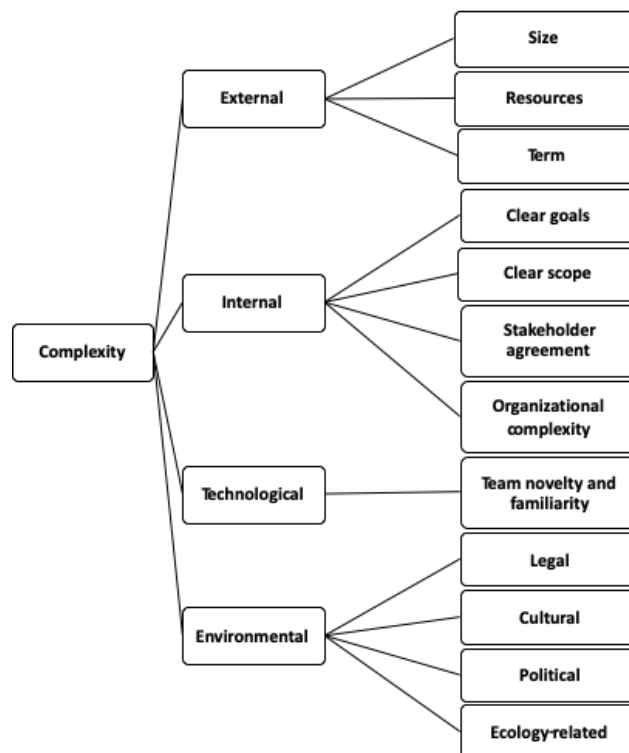 Size
External
Resources
Term
Clear goals
Clear scope
Internal
Stakeholder
agreement
Complexity
Organizational
complexity
Technological
Team novelty and
familiarity
Legal
Cultural
Environmental
Political
Ecology-related